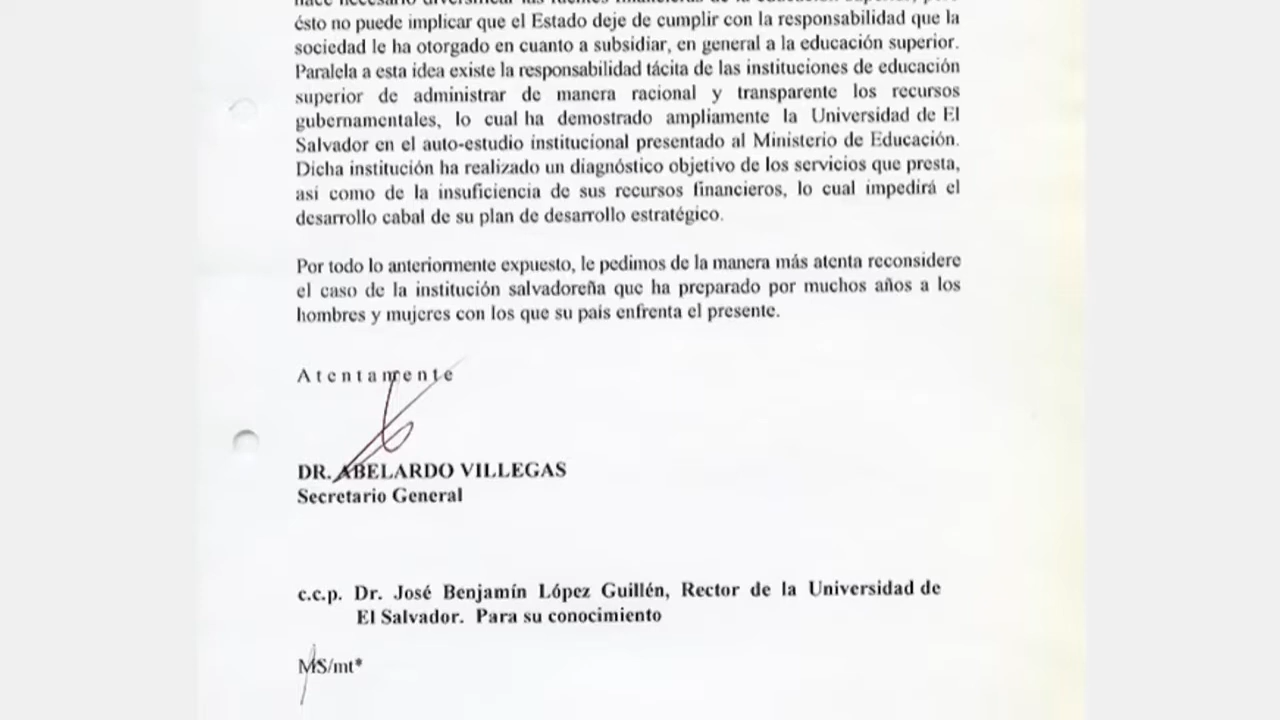 ésto no puede implicar que el Estado deje de cumplir con la responsabilidad que la
sociedad le ha otorgado en cuanto a subsidiar, en general a la educación superior.
Paralela a esta idea existe la responsabilidad tácita de las instituciones de educación
superior de administrar de manera racional y transparente los recursos
gubernamentales, lo cual ha demostrado ampliamente la Universidad de El
Salvador en el auto-estudio institucional presentado al Ministerio de Educación.
Dicha institución ha realizado un diagnóstico objetivo de los servicios que presta,
asi como de la insuficiencia de sus recursos financieros, lo cual impedirá el
desarrollo cabal de su plan de desarrollo estratégico.
Por todo lo anteriormente expuesto, le pedimos de la manera más atenta reconsidere
el caso de la institución salvadoreña que ha preparado por muchos años a los
hombres y mujeres con los que su país enfrenta el presente.
Atentamente
DR. ABELARDO VILLEGAS
Secretario General
c.c.p. Dr. José Benjamín López Guillén, Rector de la Universidad de
El Salvador. Para su conocimiento
MS/mt*